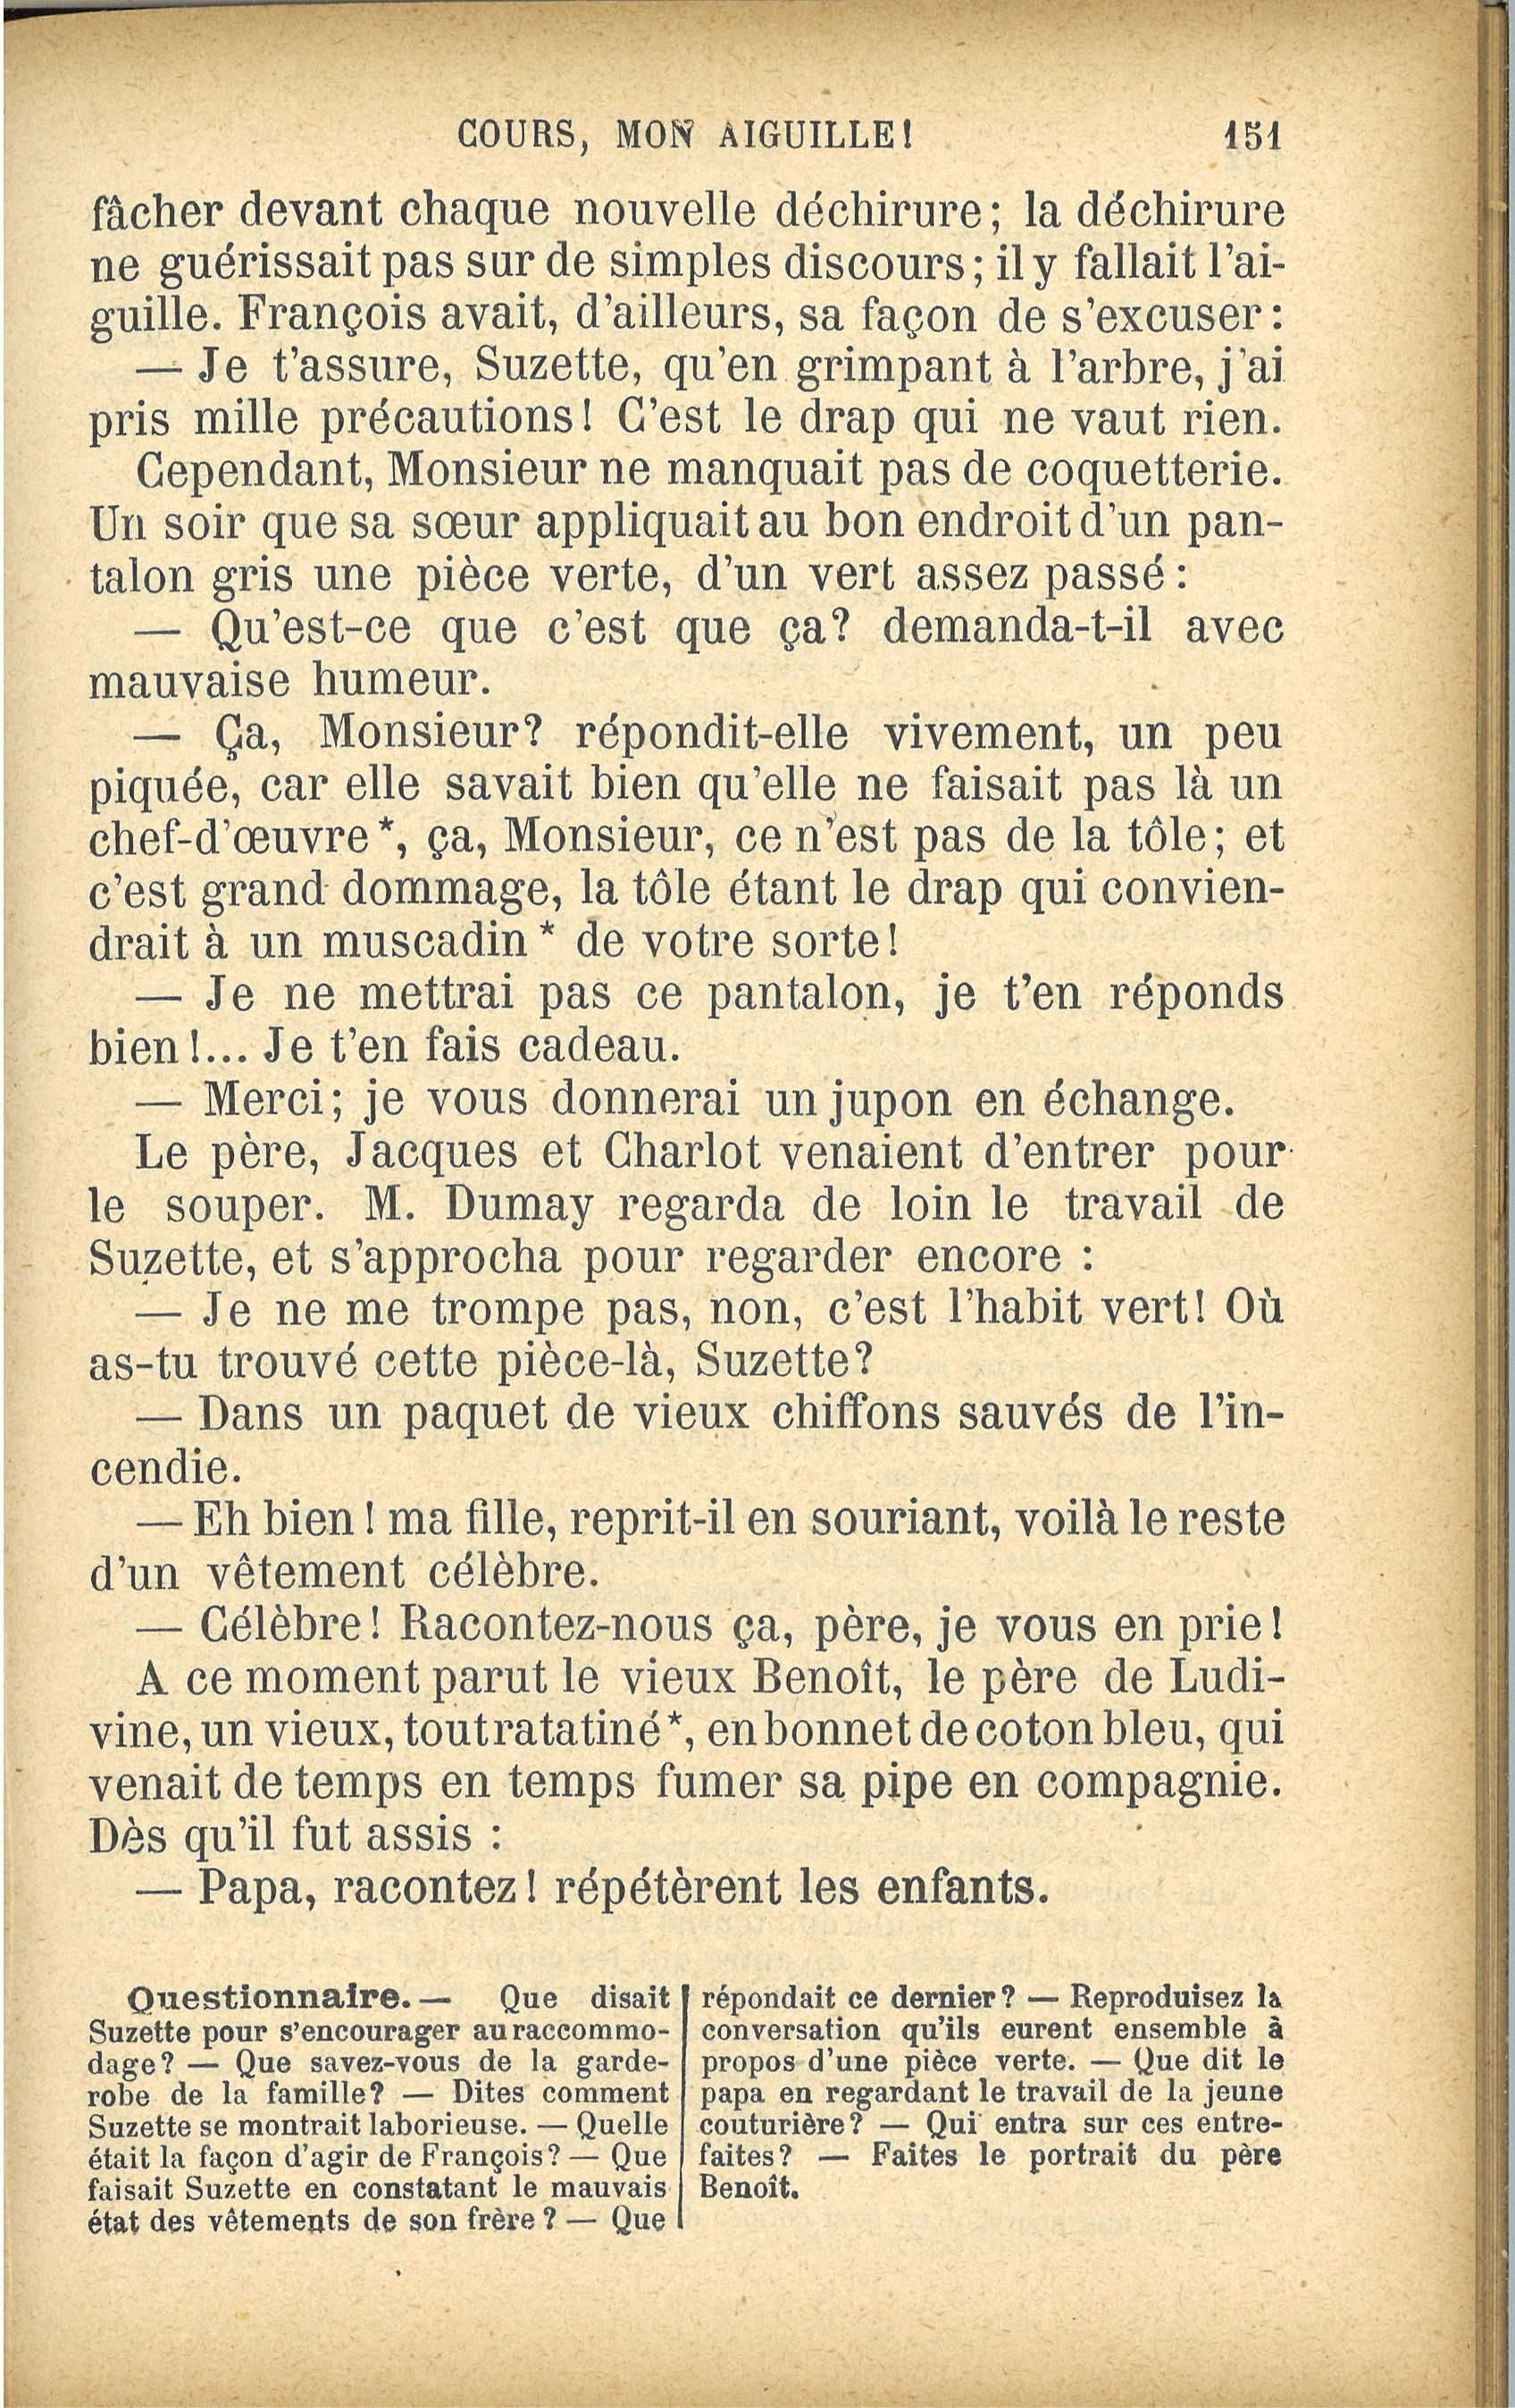 COURS, MON AIGUILLE! 151
fâcher devant chaque nouvelle déchirure; la déchirure
ne guérissait pas sur de simples discours; il y fallait l'ai-
guille. François avait, d'ailleurs, sa façon de s'excuser:
— Je t'assure, Suzette, qu'en grimpant à l'arbre, j'ai
pris mille précautions! C'est le drap qui ne vaut rien.
Cependant, Monsieur ne manquait pas de coquetterie.
Un soir que sa sœur appliquait au bon endroit d'un pan-
talon gris une pièce verte, d'un vert assez passé:
— Qu'est-ce que c'est que ça? demanda-t-il avec
mauvaise humeur.
— Ça, Monsieur? répondit-elle vivement, un peu
piquée, car elle savait bien qu'elle ne faisait pas là un
chef-d'œuvre*, ça, Monsieur, ce n'est pas de la tôle; et
c'est grand dommage, la tôle étant le drap qui convien-
drait à un muscadin* de votre sorte!
— Je ne mettrai pas ce pantalon, je t'en réponds
bien!... Je t'en fais cadeau.
— Merci; je vous donnerai un jupon en échange.
Le père, Jacques et Charlot venaient d'entrer pour
le souper. M. Dumay regarda de loin le travail de
Suzette, et s'approcha pour regarder encore :
— Je ne me trompe pas, non, c'est l'habit vert! Où
as-tu trouvé cette pièce-là, Suzette?
— Dans un paquet de vieux chiffons sauvés de l'in-
cendie.
— Eh bien! ma fille, reprit-il en souriant, voilà le reste
d'un vêtement célèbre.
— Célèbre! Racontez-nous ça, père, je vous en prie!
A ce moment parut le vieux Benoît, le père de Ludi-
vine, un vieux, tout ratatiné*, en bonnet de coton bleu, qui
venait de temps en temps fumer sa pipe en compagnie.
Dès qu'il fut assis :
— Papa, racontez! répétèrent les enfants.
Questionnaire. — Que disait
Suzette pour s'encourager au raccommo-
dage? — Que savez-vous de la garde-
robe de la famille? — Dites comment
Suzette se montrait laborieuse. — Quelle
était la façon d'agir de François? — Que
faisait Suzette en constatant le mauvais
état des vêtements de son frère? — Que
répondait ce dernier? — Reproduisez la
conversation qu'ils eurent ensemble à
propos d'une pièce verte. — Que dit le
papa en regardant le travail de la jeune
couturière? — Qui entra sur ces entre-
faites? — Faites le portrait du père
Benoît.